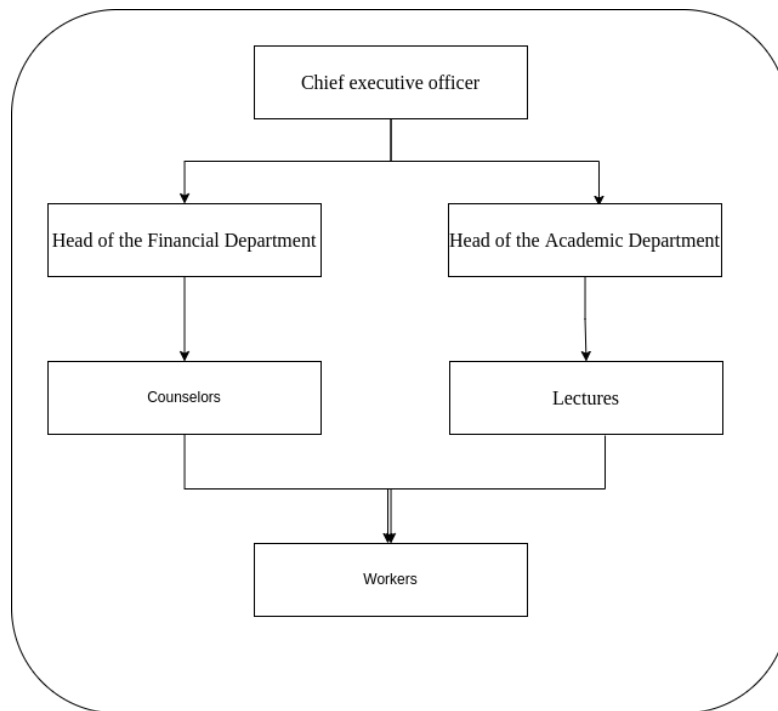 Chief executive officer
Head of the Financial Department
Head of the Academic Department
Counselors
Lectures
Workers